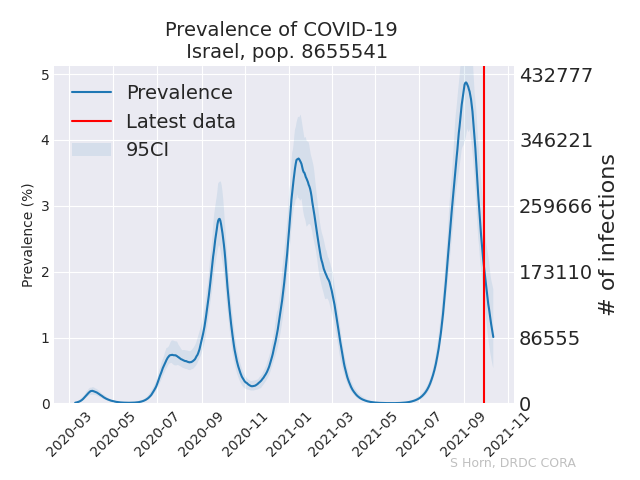 Prevalence of COVID-19
Israel, pop. 8655541
Prevalence
Latest data
95CI
Prevalence (%)
5
4
3
2
1
0
432777
346221
259666
173110
86555
0
# of infections
2020-03
2020-05
2020-07
2020-09
2020-11
2021-01
2021-03
2021-05
2021-07
2021-09
2021-11
S Horn, DRDC CORA